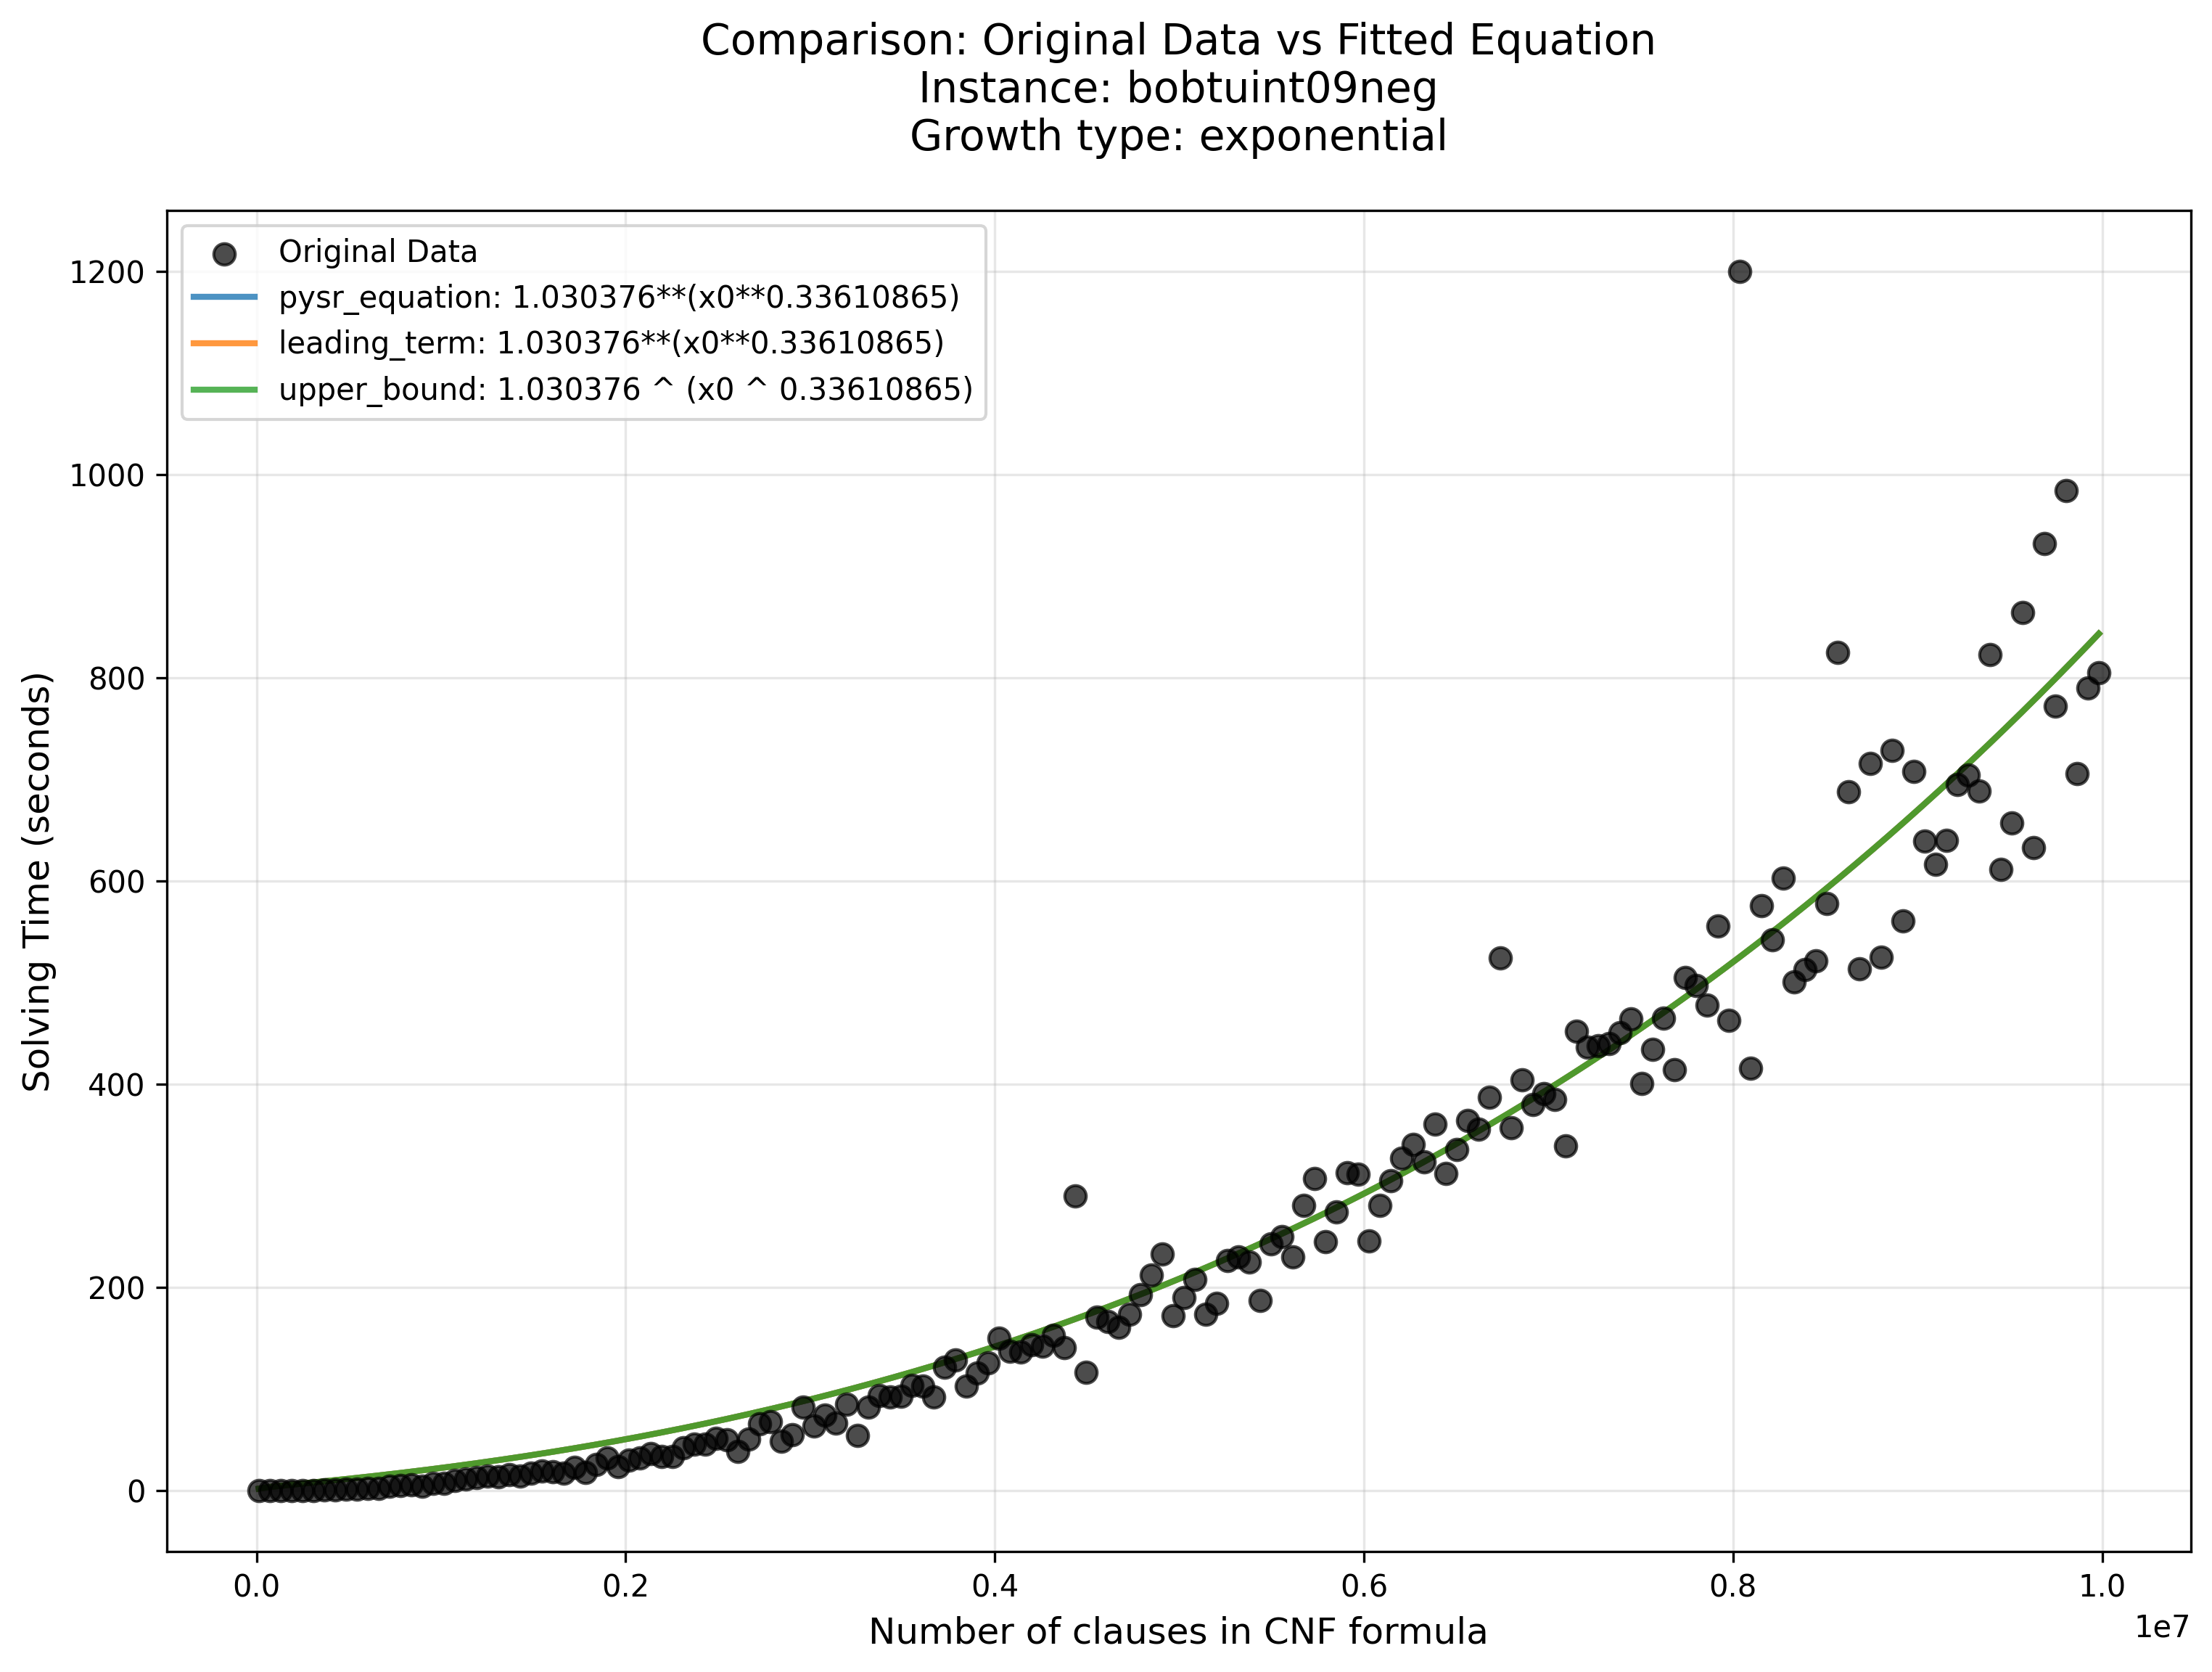 Comparison: Original Data vs Fitted Equation
Instance: bobtuint09neg
Growth type: exponential
Original Data
pysr_equation: 1.030376**(x0**0.33610865)
leading_term: 1.030376**(x0**0.33610865)
upper_bound: 1.030376 ^ (x0 ^ 0.33610865)
Solving Time (seconds)
1200
1000
800
600
400
200
0
0.0 0.2 0.4 0.6 0.8 1.0
1e7
Number of clauses in CNF formula